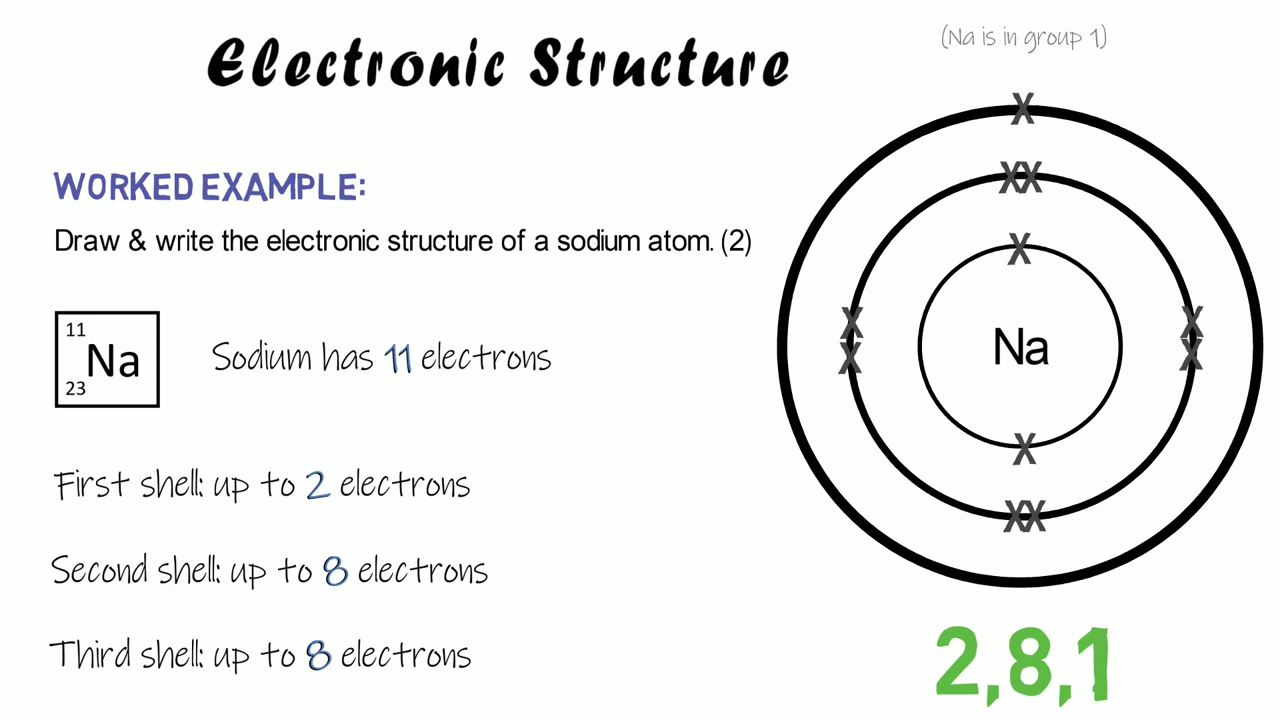 Electronic Structure
(Na is in group 1)
WORKED EXAMPLE:
Draw & write the electronic structure of a sodium atom. (2)
11
Na
23
Sodium has 11 electrons
First shell: up to 2 electrons
Second shell: up to 8 electrons
Third shell: up to 8 electrons
X
XX
X
X
X
Na
X
X
X
XX
2,8,1